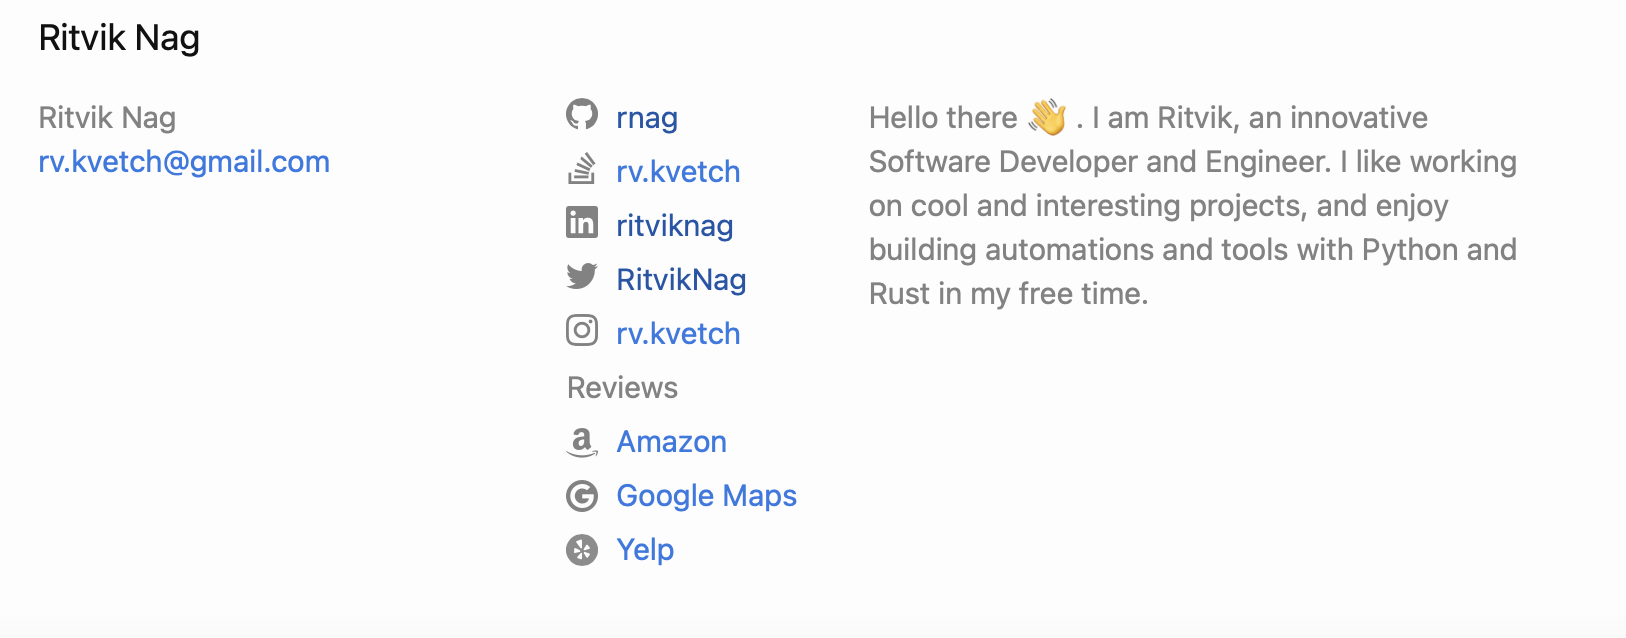 Ritvik Nag
Ritvik Nag
rv.kvetch@gmail.com
rnag
rv.kvetch
ritviknag
RitvikNag
rv.kvetch
Reviews
Amazon
Google Maps
Yelp
Hello there 👋 . I am Ritvik, an innovative
Software Developer and Engineer. I like working
on cool and interesting projects, and enjoy
building automations and tools with Python and
Rust in my free time.